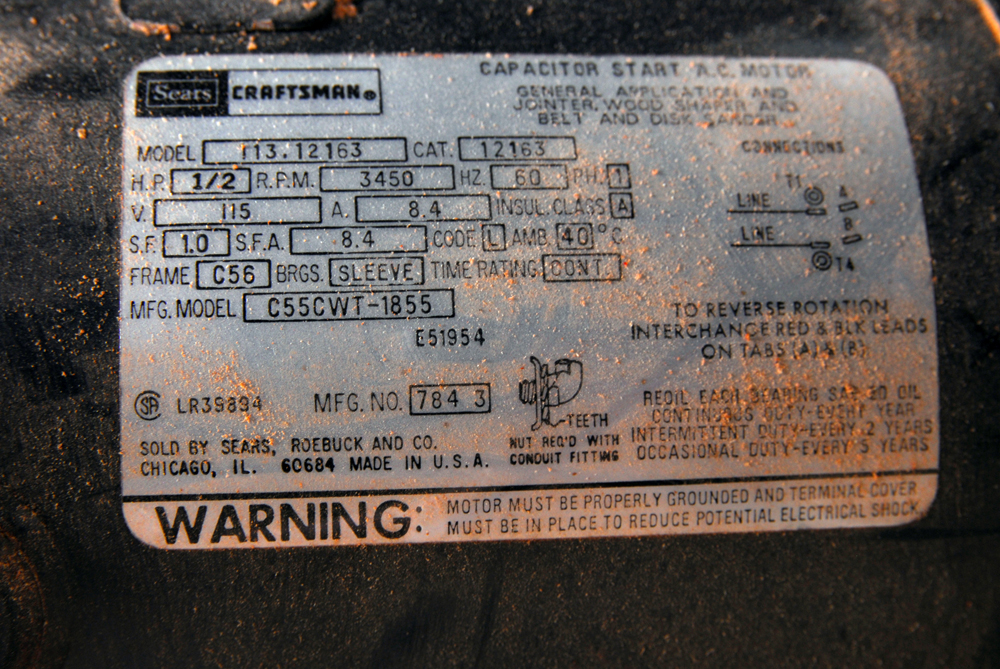 Sears CRAFTSMAN®
CAPACITOR START A.C. MOTOR
GENERAL APPLICATION AND
JOINTER, WOOD SHAPER AND
BELT AND DISK SANDER
MODEL 113.12163 CAT. 12163
H.P. 1/2 R.P.M. 3450 HZ 60 PH. 1
V. 115 A. 8.4 INSUL. CLASS A
S.F. 1.0 S.F.A. 8.4 CODE L AMB. 40 °C
FRAME C56 BRGS. SLEEVE TIME RATING CONT.
MFG. MODEL C55CWT-1855
E51954
CONNECTIONS
T1
LINE A
LINE B
T4
TO REVERSE ROTATION
INTERCHANGE RED & BLK LEADS
ON TABS (A) & (B)
SA LR39894 MFG. NO. 784 3
TEETH
NUT REQ'D WITH
CONDUIT FITTING
REOIL EACH BEARING SAE 20 OIL
CONTINUOUS DUTY-EVERY YEAR
INTERMITTENT DUTY-EVERY 2 YEARS
OCCASIONAL DUTY-EVERY 5 YEARS
SOLD BY SEARS, ROEBUCK AND CO.
CHICAGO, IL. 60684 MADE IN U.S.A.
WARNING: MOTOR MUST BE PROPERLY GROUNDED AND TERMINAL COVER
MUST BE IN PLACE TO REDUCE POTENTIAL ELECTRICAL SHOCK.